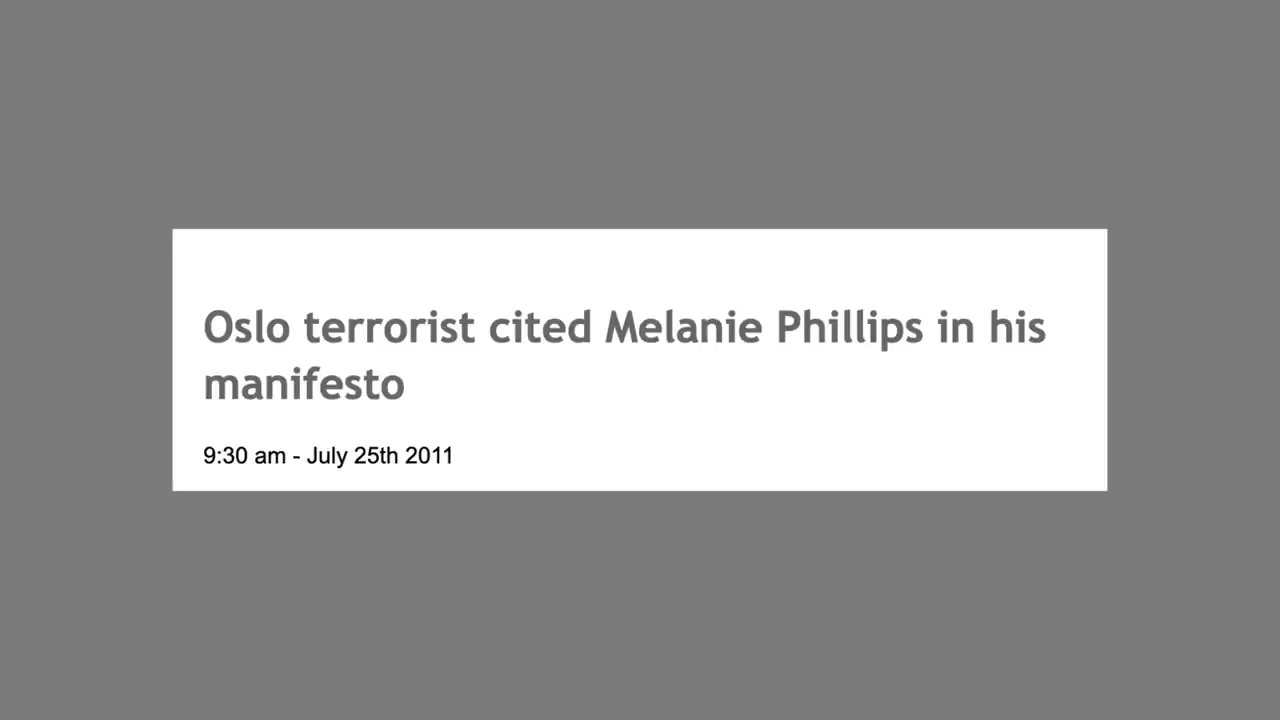 Oslo terrorist cited Melanie Phillips in his
manifesto
9:30 am - July 25th 2011